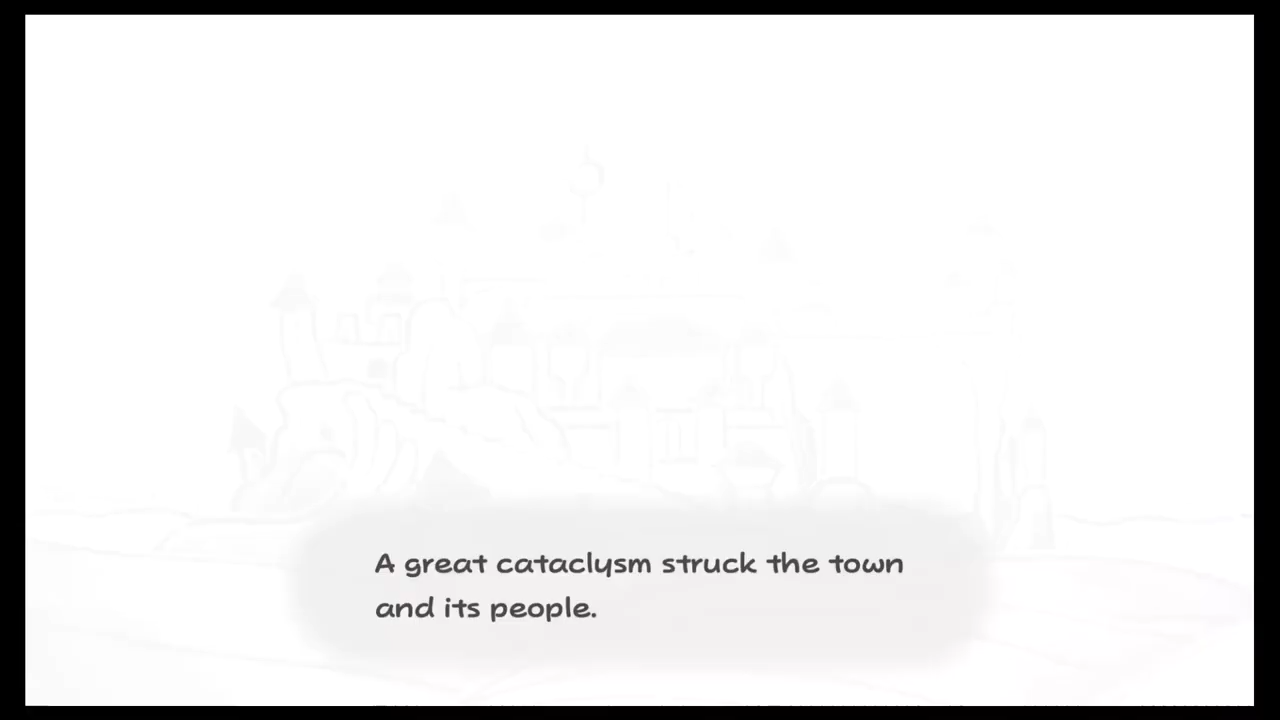 A great cataclysm struck the town
and its people.